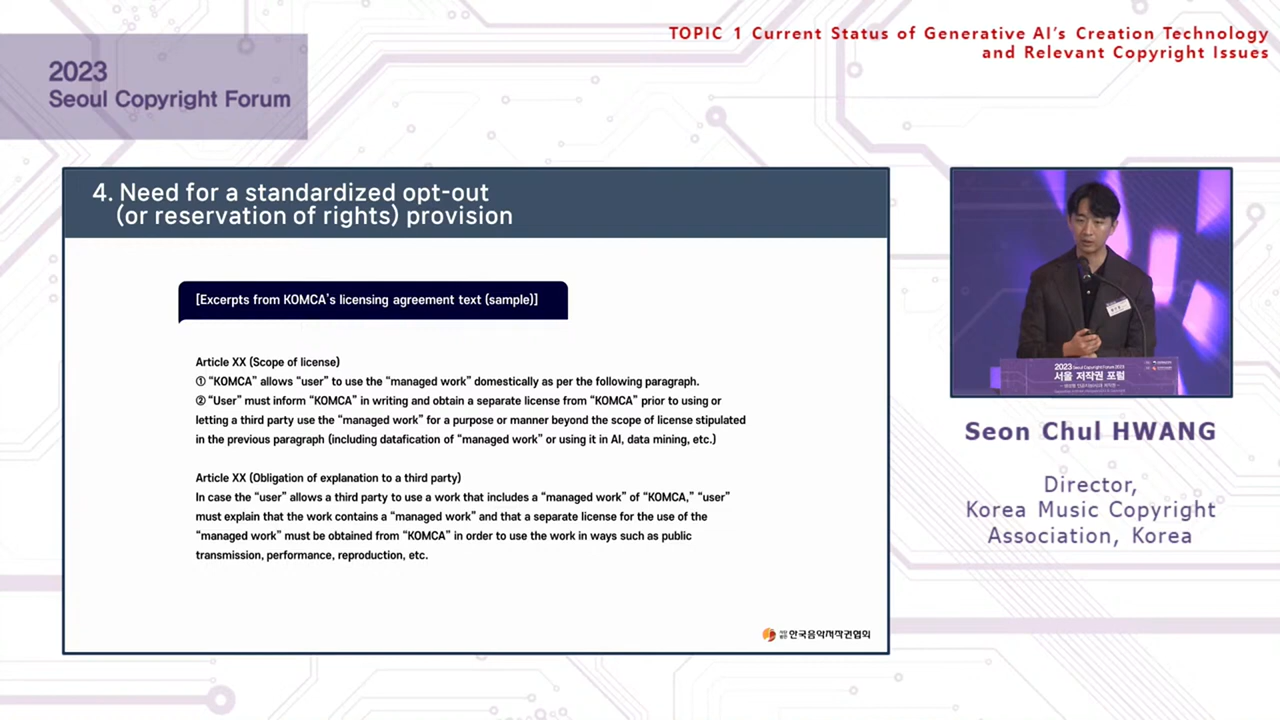 TOPIC 1 Current Status of Generative AI's Creation Technology
and Relevant Copyright Issues
2023
Seoul Copyright Forum
4. Need for a standardized opt-out
(or reservation of rights) provision
[Excerpts from KOMCA's licensing agreement text (sample)]
Article XX (Scope of license)
① “KOMCA” allows “user” to use the “managed work” domestically as per the following paragraph.
② “User” must inform “KOMCA” in writing and obtain a separate license from “KOMCA” prior to using or
letting a third party use the “managed work” for a purpose or manner beyond the scope of license stipulated
in the previous paragraph (including datafication of “managed work” or using it in AI, data mining, etc.)
Article XX (Obligation of explanation to a third party)
In case the “user” allows a third party to use a work that includes a “managed work” of “KOMCA,” “user”
must explain that the work contains a “managed work” and that a separate license for the use of the
“managed work” must be obtained from “KOMCA” in order to use the work in ways such as public
transmission, performance, reproduction, etc.
한국음악저작권협회
2023 Seoul Copyright Forum 2023
서울 저작권 포럼
Seon Chul HWANG
Director,
Korea Music Copyright
Association, Korea